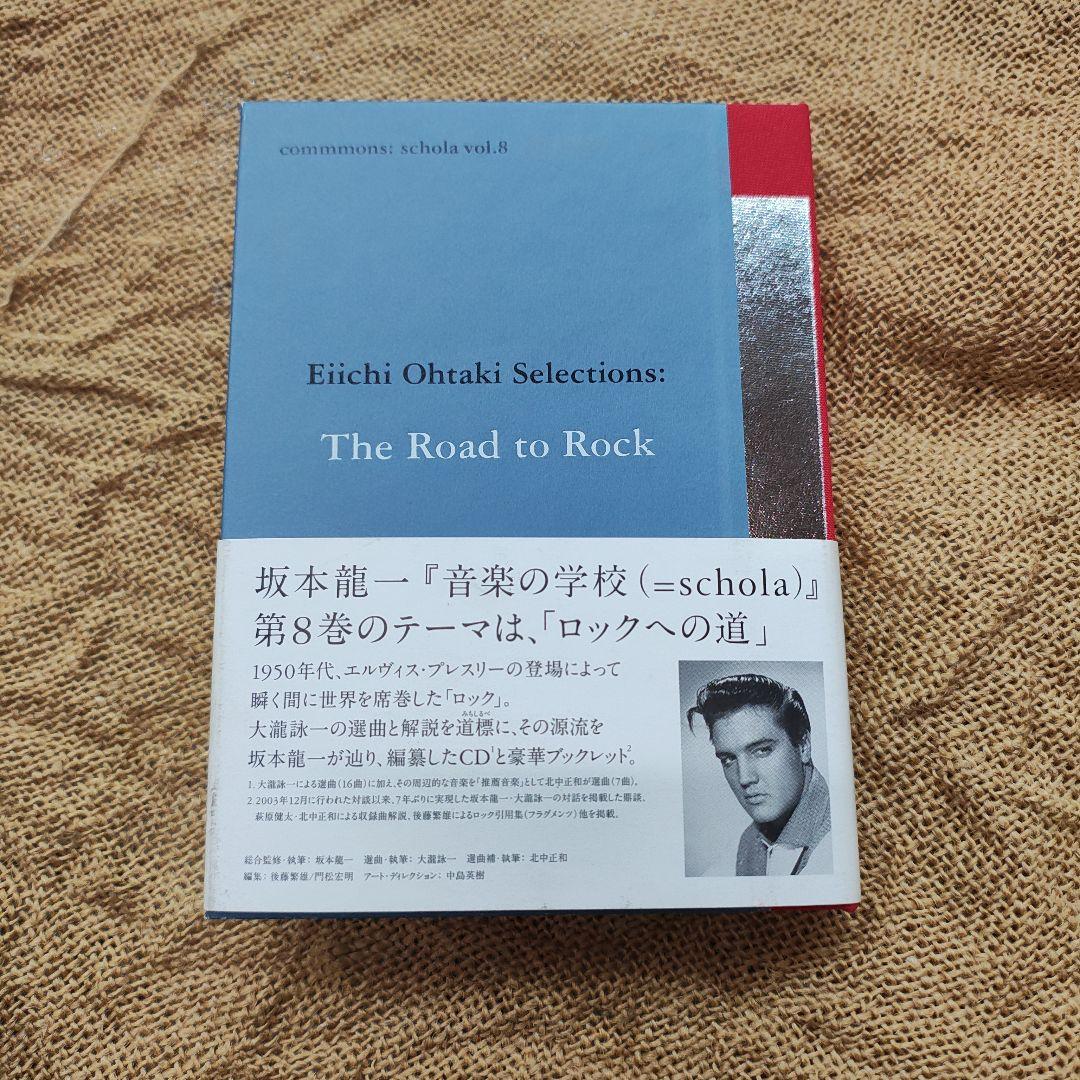 commmons: schola vol.8
Eiichi Ohtaki Selections:
The Road to Rock
坂本龍一『音楽の学校(=schola)』
第8巻のテーマは、「ロックへの道」
1950年代、エルヴィス・プレスリーの登場によって
瞬く間に世界を席巻した「ロック」。
みちしるべ
大瀧詠一の選曲と解説を道標に、その源流を
坂本龍一が辿り、編纂したCD¹と豪華ブックレット²。
1. 大瀧詠一による選曲(16曲)に加え、その周辺的な音楽を「推薦音楽」として北中正和が選曲(7曲)。
2. 2003年12月に行われた対談以来、7年ぶりに実現した坂本龍一・大瀧詠一の対話を掲載した鼎談、
萩原健太・北中正和による収録曲解説、後藤繁雄によるロック引用集(フラグメンツ)他を掲載。
総合監修・執筆: 坂本龍一 選曲・執筆: 大瀧詠一 選曲補・執筆: 北中正和
編集: 後藤繁雄/門松宏明 アート・ディレクション: 中島英樹